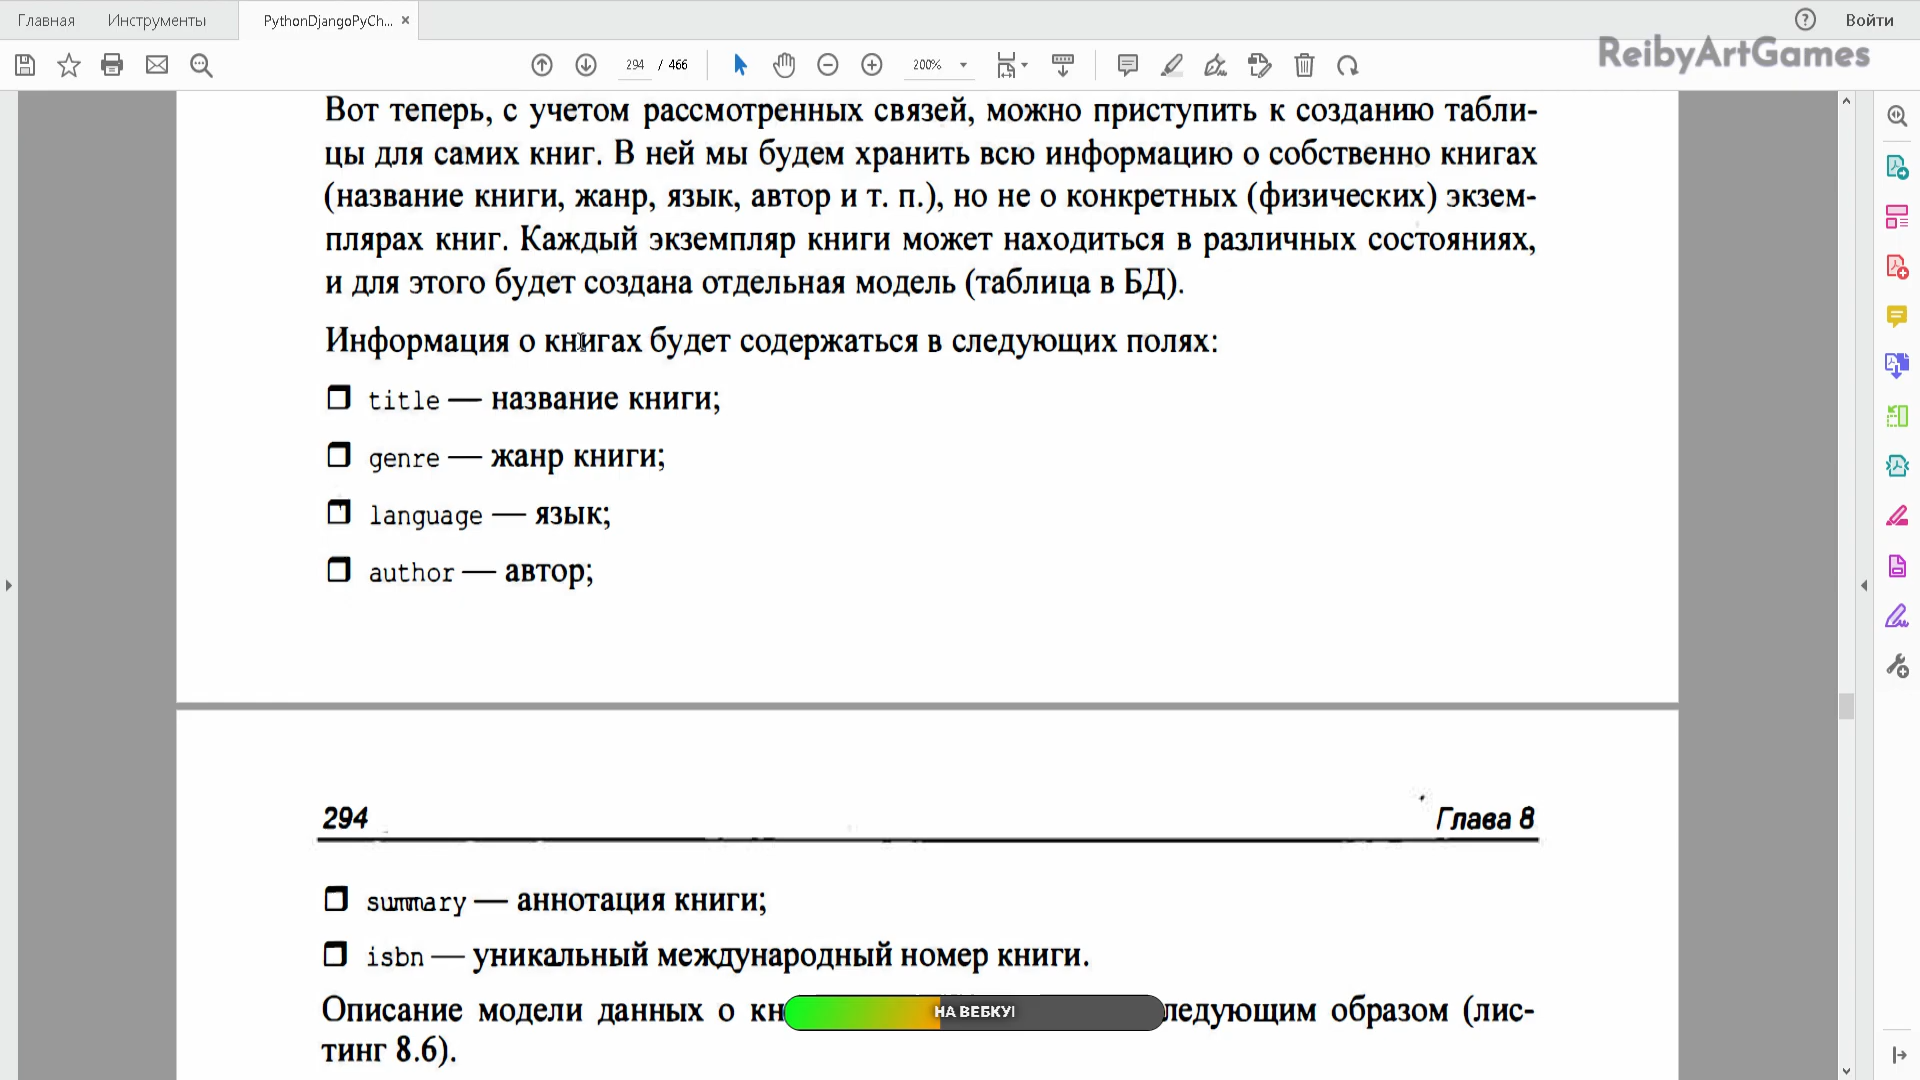 Главная Инструменты PythonDjangoPyCh... × ? Войти
ReibyArtGames
294 / 466 200%
Вот теперь, с учетом рассмотренных связей, можно приступить к созданию табли-
цы для самих книг. В ней мы будем хранить всю информацию о собственно книгах
(название книги, жанр, язык, автор и т. п.), но не о конкретных (физических) экзем-
плярах книг. Каждый экземпляр книги может находиться в различных состояниях,
и для этого будет создана отдельная модель (таблица в БД).
Информация о книгах будет содержаться в следующих полях:
title — название книги;
genre — жанр книги;
language — язык;
author — автор;
294 Глава 8
summary — аннотация книги;
isbn — уникальный международный номер книги.
Описание модели данных о кн ледующим образом (лис-
НА ВЕБКУ!
тинг 8.6).